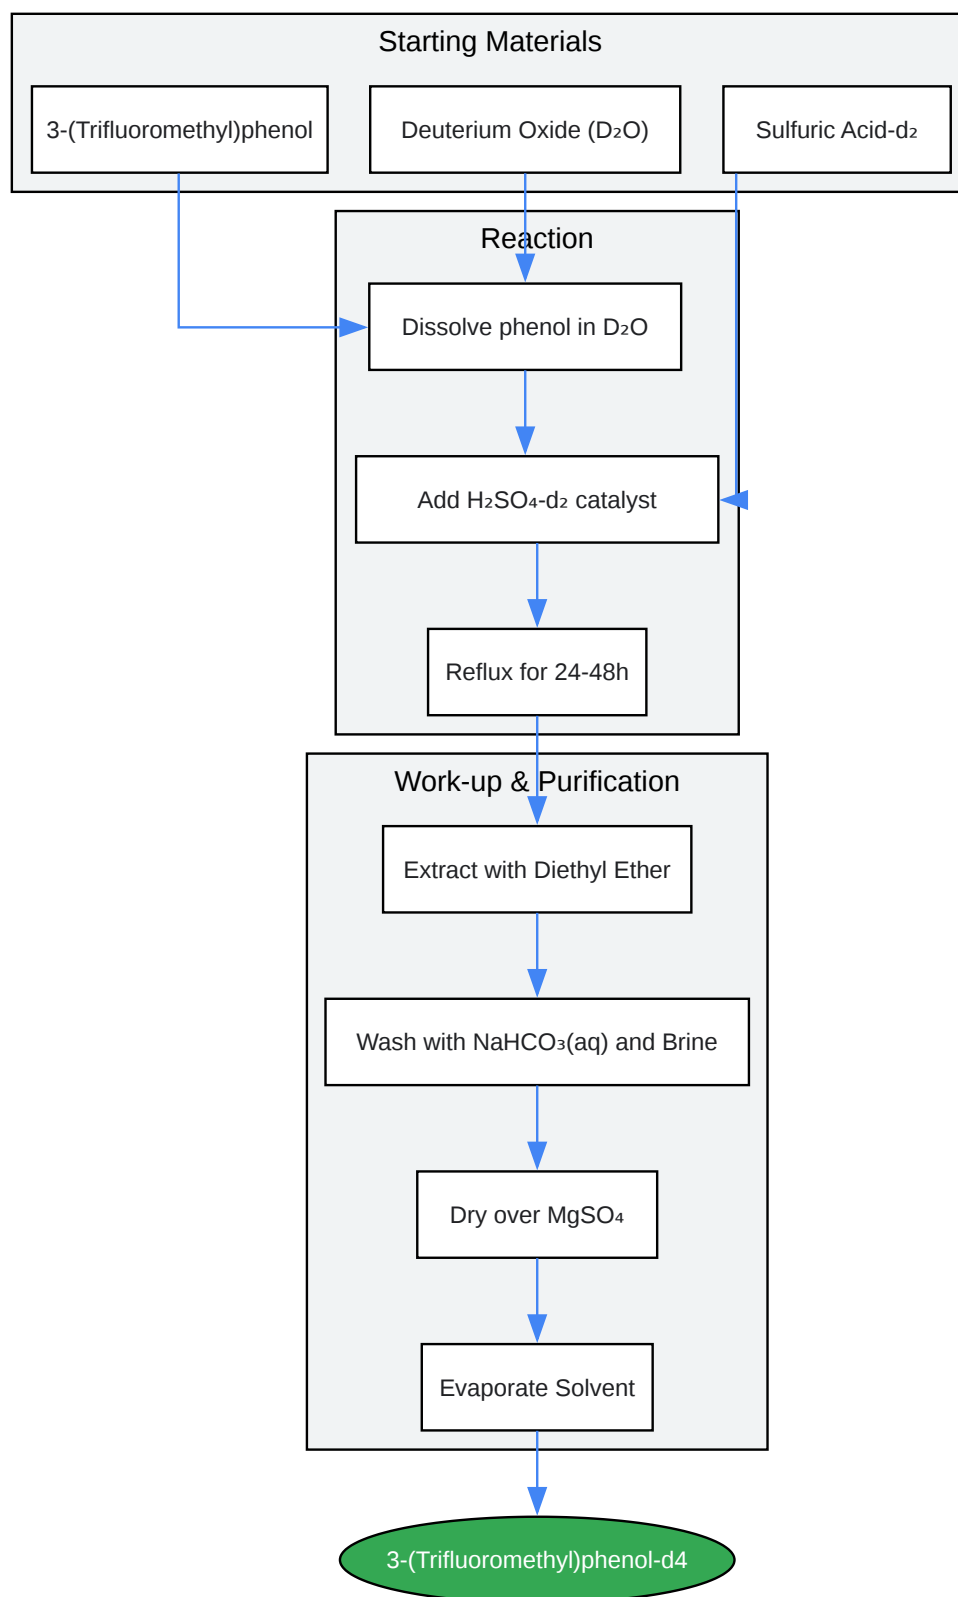 Starting Materials
3-(Trifluoromethyl)phenol
Deuterium Oxide (D₂O)
Sulfuric Acid-d₂
Reaction
Dissolve phenol in D₂O
Add H₂SO₄-d₂ catalyst
Reflux for 24-48h
Work-up & Purification
Extract with Diethyl Ether
Wash with NaHCO₃(aq) and Brine
Dry over MgSO₄
Evaporate Solvent
3-(Trifluoromethyl)phenol-d4